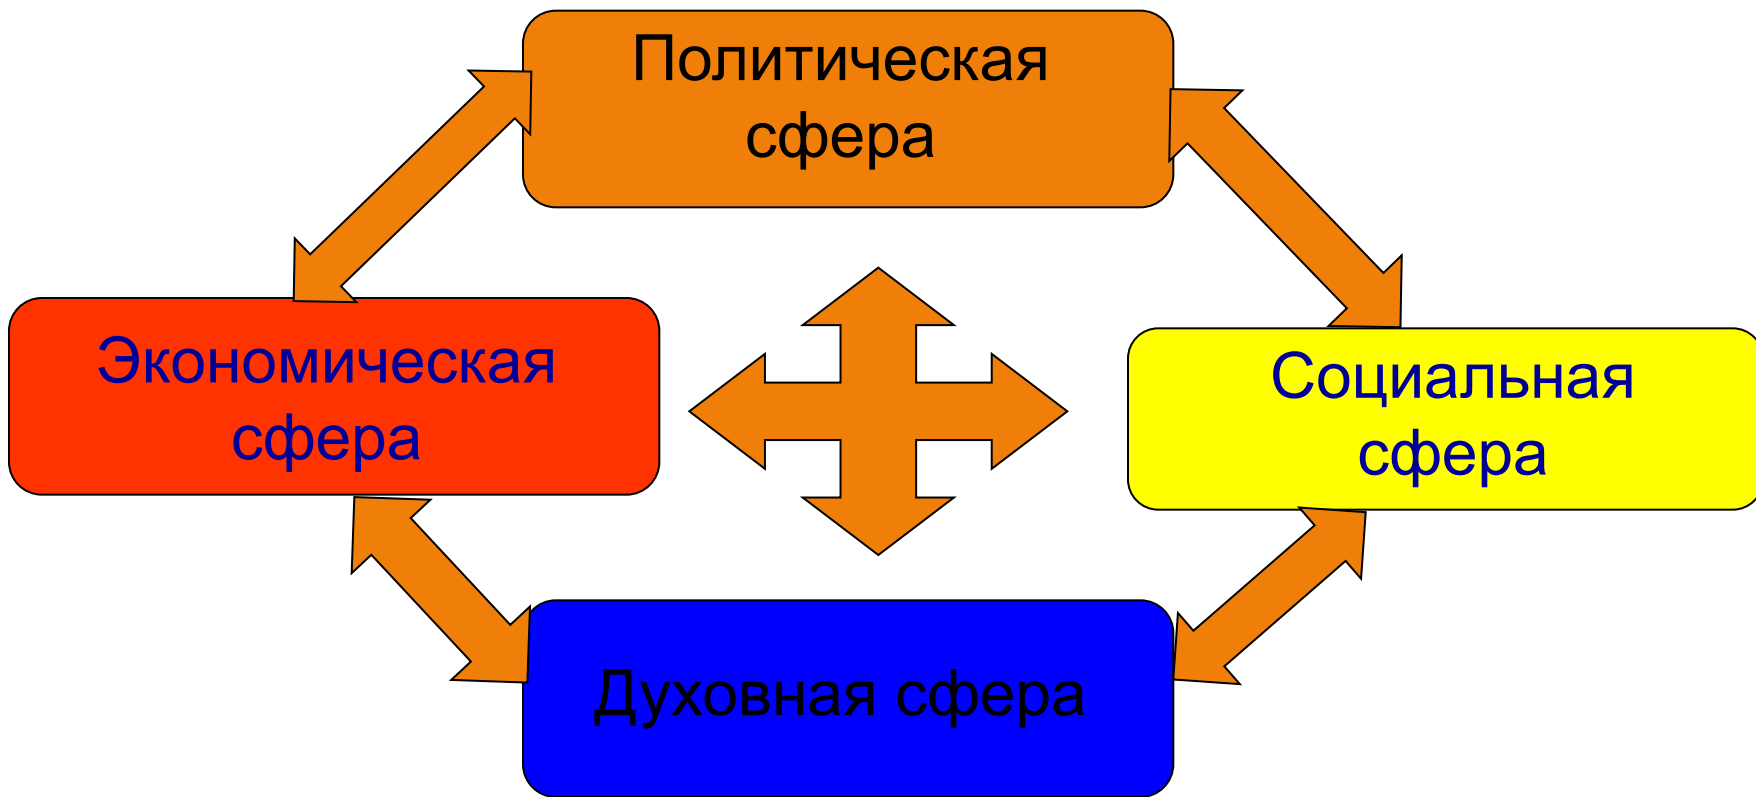 Политическая
сфера
Экономическая
сфера
Социальная
сфера
Духовная сфера